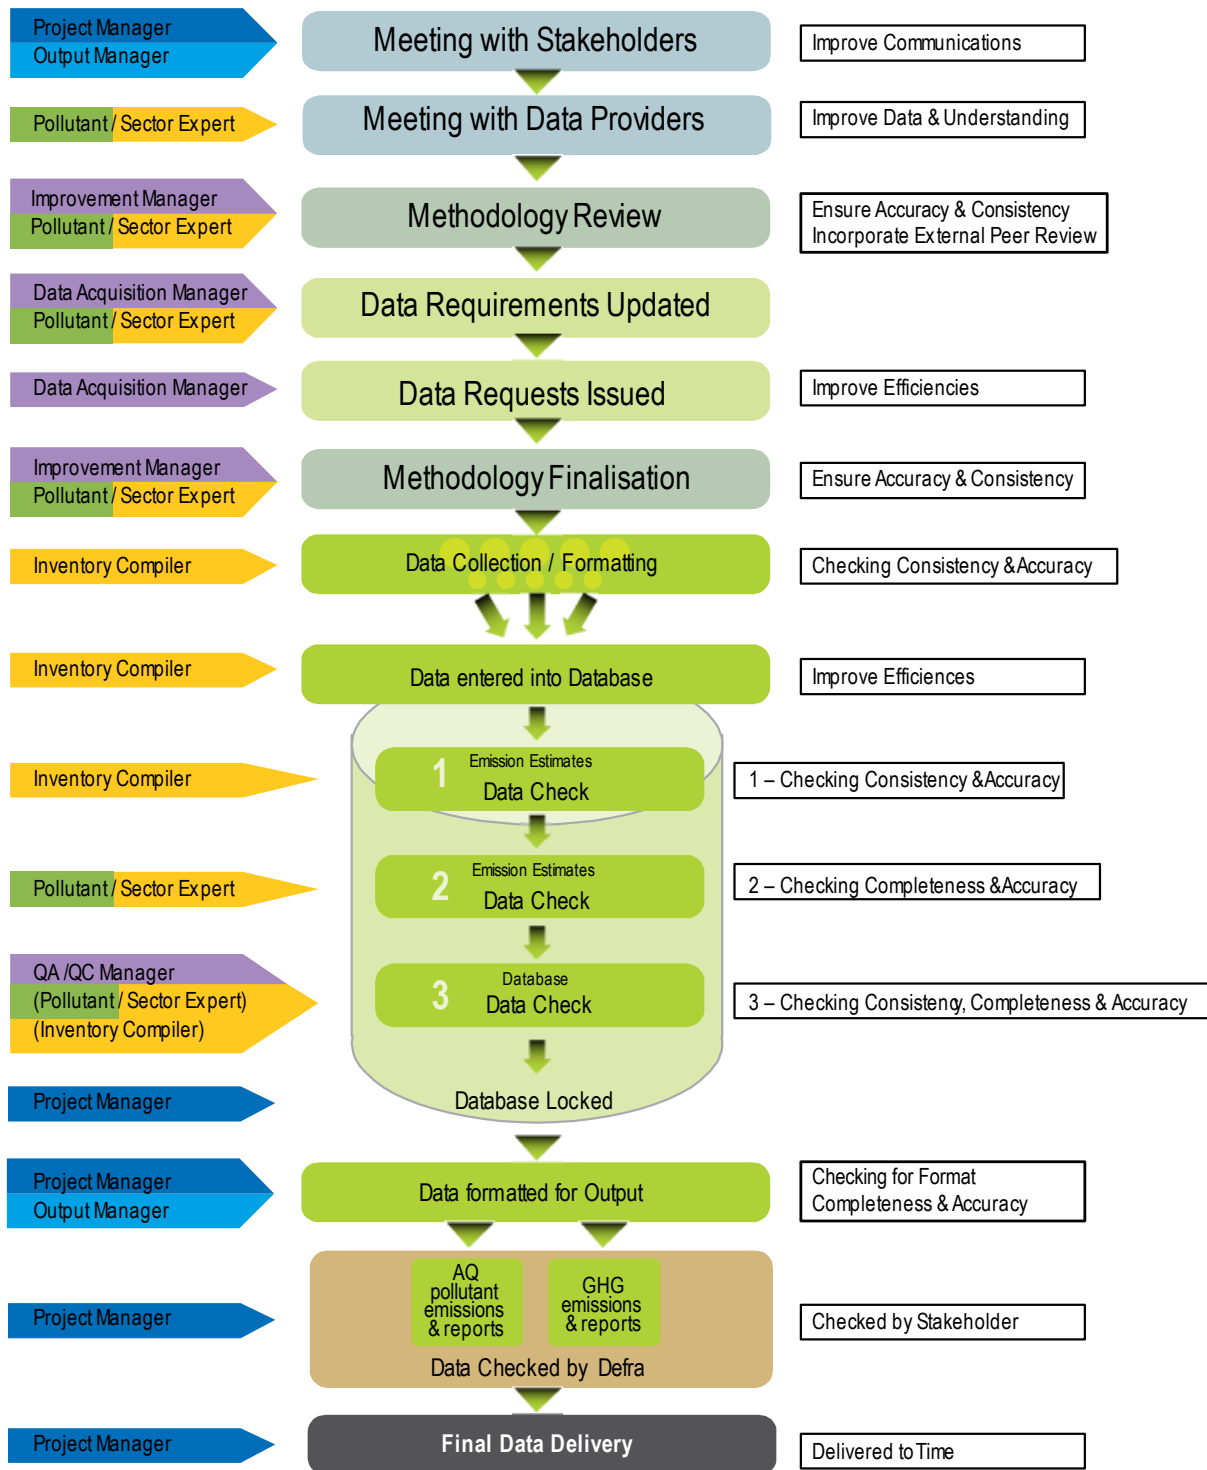 Project Manager
Output Manager
Meeting with Stakeholders
Improve Communications
Pollutant / Sector Expert
Meeting with Data Providers
Improve Data & Understanding
Improvement Manager
Pollutant / Sector Expert
Methodology Review
Ensure Accuracy & Consistency
Incorporate External Peer Review
Data Acquisition Manager
Pollutant / Sector Expert
Data Requirements Updated
Data Acquisition Manager
Data Requests Issued
Improve Efficiencies
Improvement Manager
Pollutant / Sector Expert
Methodology Finalisation
Ensure Accuracy & Consistency
Inventory Compiler
Data Collection / Formatting
Checking Consistency & Accuracy
Inventory Compiler
Data entered into Database
Improve Efficiences
Inventory Compiler
1
Emission Estimates
Data Check
1 – Checking Consistency & Accuracy
Pollutant / Sector Expert
2
Emission Estimates
Data Check
2 – Checking Completeness & Accuracy
QA /QC Manager
(Pollutant / Sector Expert)
(Inventory Compiler)
3
Database
Data Check
3 – Checking Consistency, Completeness & Accuracy
Project Manager
Database Locked
Project Manager
Output Manager
Data formatted for Output
Checking for Format
Completeness & Accuracy
Project Manager
AQ
pollutant
emissions
& reports
GHG
emissions
& reports
Data Checked by Defra
Checked by Stakeholder
Project Manager
Final Data Delivery
Delivered to Time